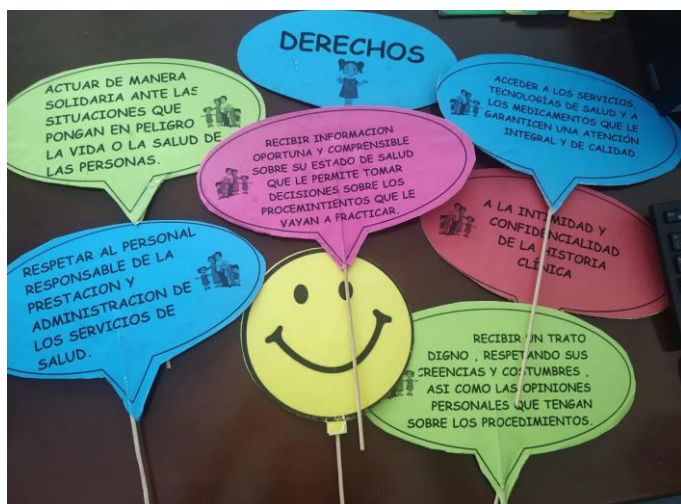 DERECHOS
ACTUAR DE MANERA
SOLIDARIA ANTE LAS
SITUACIONES QUE
PONGAN EN PELIGRO
LA VIDA O LA SALUD DE
LAS PERSONAS.
ACCEDER A LOS SERVICIOS,
TECNOLOGÍAS DE SALUD Y A
LOS MEDICAMENTOS QUE LE
GARANTICEN UNA ATENCIÓN
INTEGRAL Y DE CALIDAD.
RECIBIR INFORMACION
OPORTUNA Y COMPRENSIBLE
SOBRE SU ESTADO DE SALUD
QUE LE PERMITE TOMAR
DECISIONES SOBRE LOS
PROCEMINTIENTOS QUE LE
VAYAN A PRACTICAR.
A LA INTIMIDAD Y
CONFIDENCIALIDAD
DE LA HISTORIA
CLÍNICA
RESPETAR AL PERSONAL
RESPONSABLE DE LA
PRESTACION Y
ADMINISTRACION DE
LOS SERVICIOS DE
SALUD.
RECIBIR UN TRATO
DIGNO , RESPETANDO SUS
CREENCIAS Y COSTUMBRES ,
ASI COMO LAS OPINIONES
PERSONALES QUE TENGAN
SOBRE LOS PROCEDIMIENTOS.